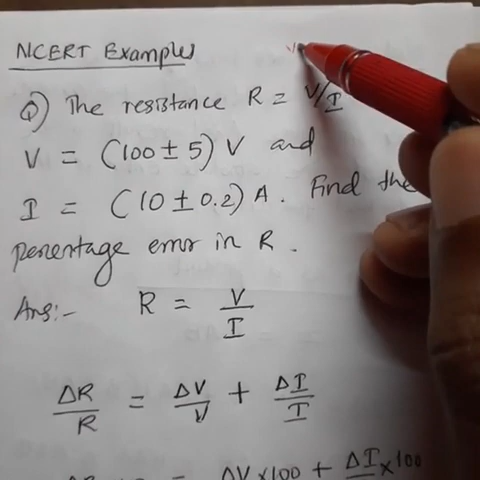 NCERT Examples
Q) The resistance R = V/I
V = (100 ± 5) V and
I = (10 ± 0.2) A. Find the
percentage error in R.
Ans:- R = V/I
ΔR/R = ΔV/V + ΔI/I
= ΔV×100 + ΔI×100